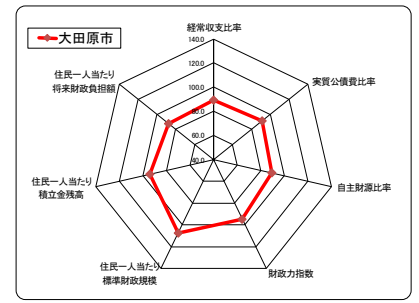 大田原市
経常収支比率
140.0
120.0
100.0
80.0
60.0
40.0
実質公債費比率
自主財源比率
財政力指数
住民一人当たり
標準財政規模
住民一人当たり
積立金残高
住民一人当たり
将来財政負担額